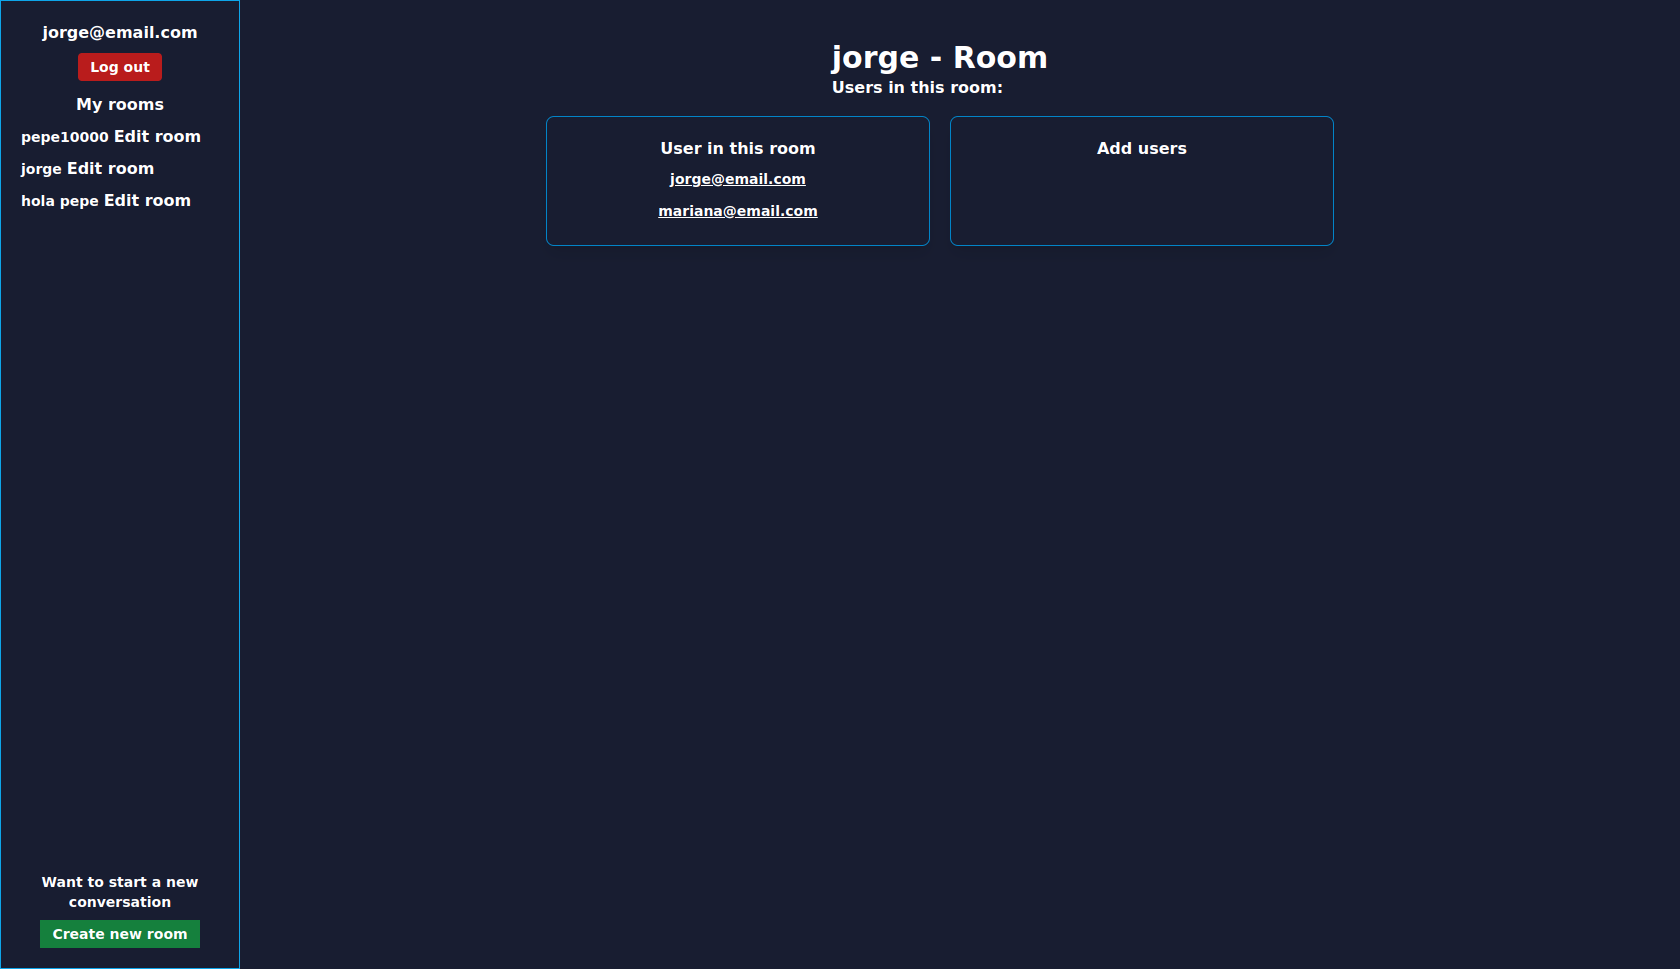 jorge@email.com
Log out
My rooms
pepe10000 Edit room
jorge Edit room
hola pepe Edit room
Want to start a new
conversation
Create new room
jorge - Room
Users in this room:
User in this room
jorge@email.com
mariana@email.com
Add users